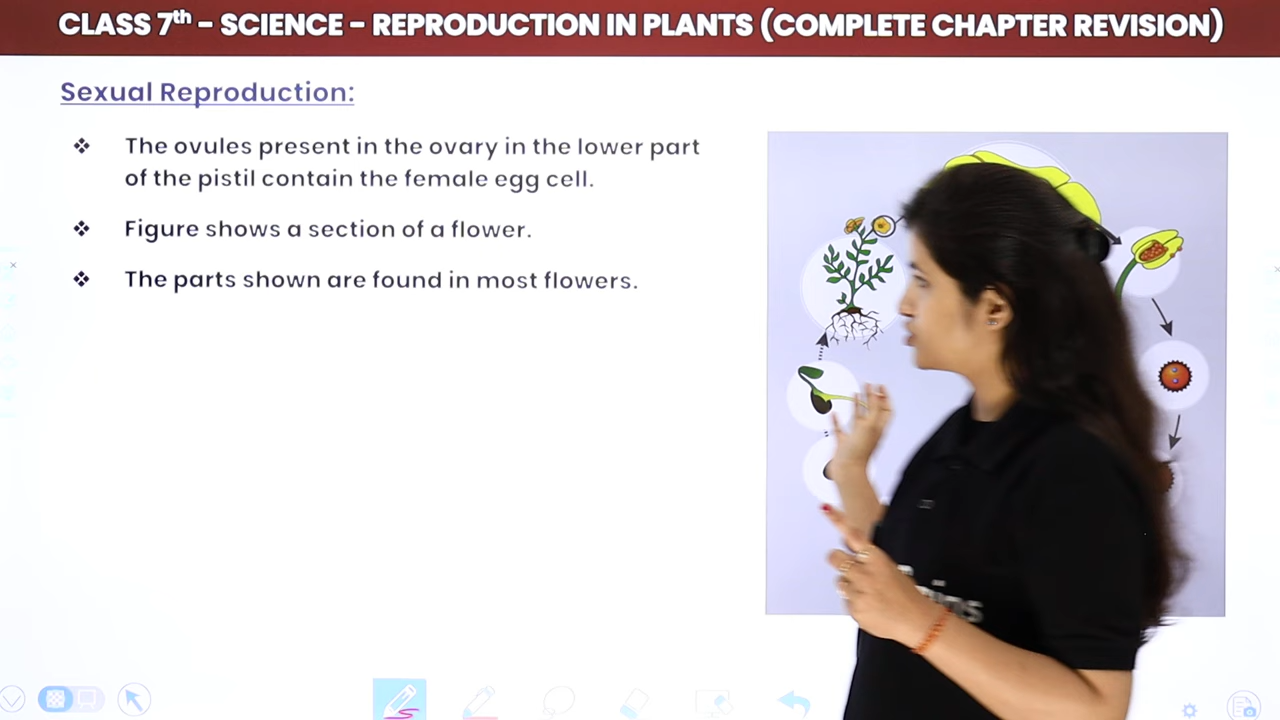 CLASS 7th – SCIENCE – REPRODUCTION IN PLANTS (COMPLETE CHAPTER REVISION)
Sexual Reproduction:
❖ The ovules present in the ovary in the lower part
of the pistil contain the female egg cell.
❖ Figure shows a section of a flower.
❖ The parts shown are found in most flowers.